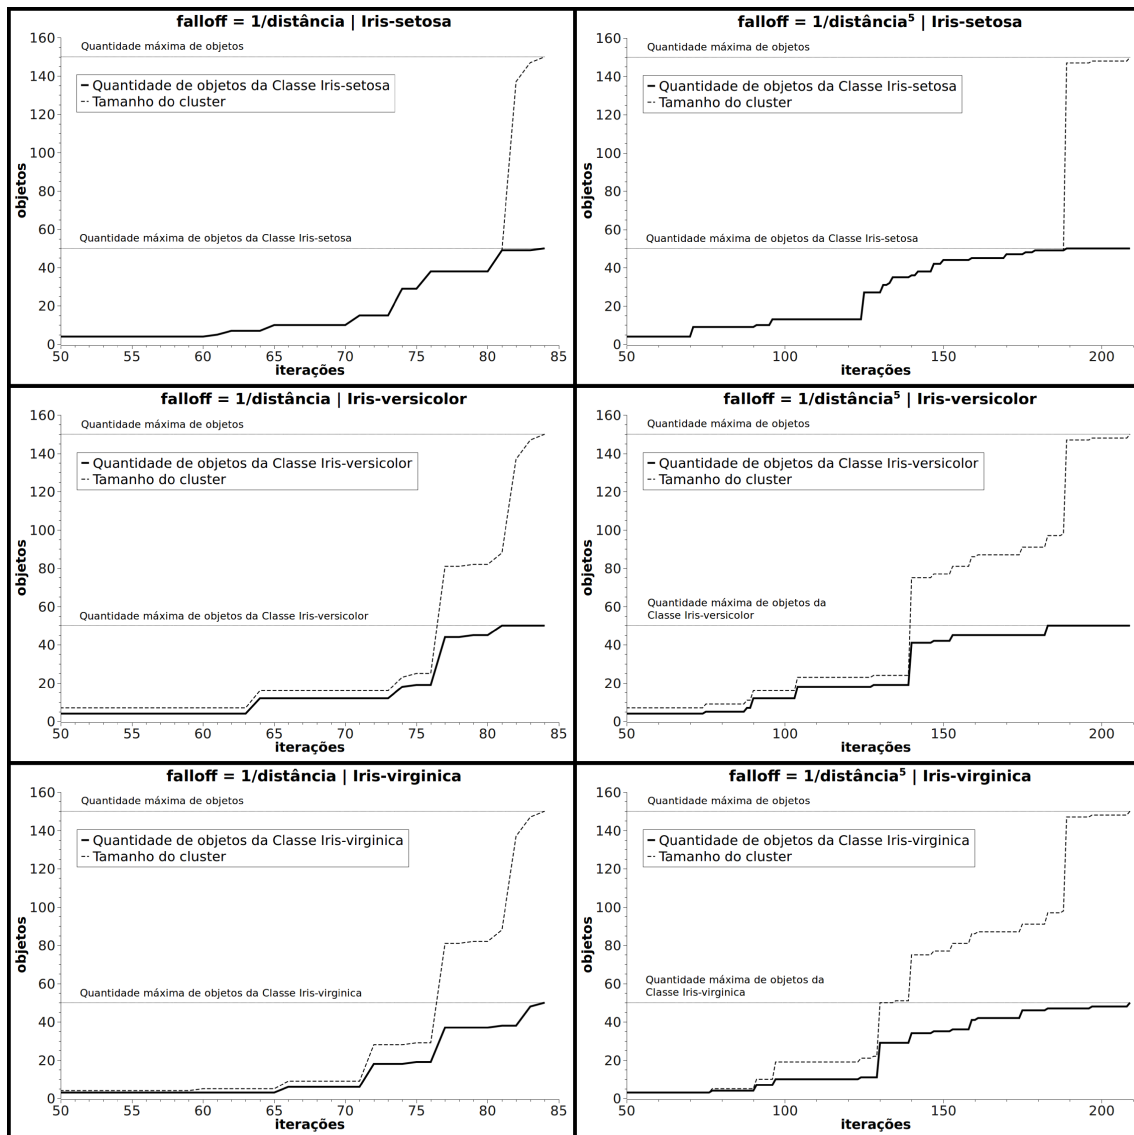 falloff = 1/distância | Iris-setosa
160
Quantidade máxima de objetos
140
Quantidade de objetos da Classe Iris-setosa
Tamanho do cluster
120
100
objetos
80
60
Quantidade máxima de objetos da Classe Iris-setosa
40
20
0
50 55 60 65 70 75 80 85
iterações
falloff = 1/distância⁵ | Iris-setosa
160
Quantidade máxima de objetos
140
Quantidade de objetos da Classe Iris-setosa
Tamanho do cluster
120
100
objetos
80
60
Quantidade máxima de objetos da Classe Iris-setosa
40
20
0
50 100 150 200
iterações
falloff = 1/distância | Iris-versicolor
160
Quantidade máxima de objetos
140
Quantidade de objetos da Classe Iris-versicolor
Tamanho do cluster
120
100
objetos
80
60
Quantidade máxima de objetos da Classe Iris-versicolor
40
20
0
50 55 60 65 70 75 80 85
iterações
falloff = 1/distância⁵ | Iris-versicolor
160
Quantidade máxima de objetos
140
Quantidade de objetos da Classe Iris-versicolor
Tamanho do cluster
120
100
objetos
80
60
Quantidade máxima de objetos da
Classe Iris-versicolor
40
20
0
50 100 150 200
iterações
falloff = 1/distância | Iris-virginica
160
Quantidade máxima de objetos
140
Quantidade de objetos da Classe Iris-virginica
Tamanho do cluster
120
100
objetos
80
60
Quantidade máxima de objetos da Classe Iris-virginica
40
20
0
50 55 60 65 70 75 80 85
iterações
falloff = 1/distância⁵ | Iris-virginica
160
Quantidade máxima de objetos
140
Quantidade de objetos da Classe Iris-virginica
Tamanho do cluster
120
100
objetos
80
60
Quantidade máxima de objetos da
Classe Iris-virginica
40
20
0
50 100 150 200
iterações